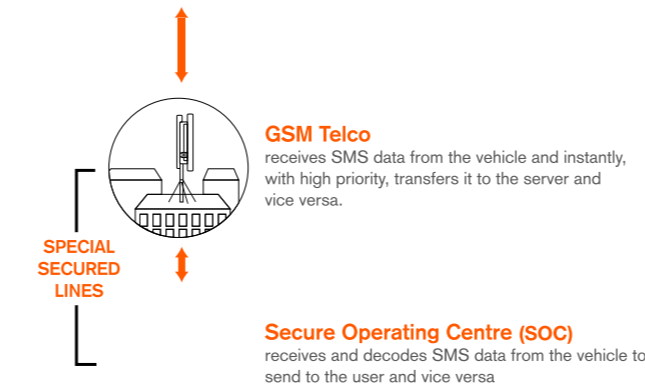 GSM Telco
receives SMS data from the vehicle and instantly,
with high priority, transfers it to the server and
vice versa.
SPECIAL
SECURED
LINES
Secure Operating Centre (SOC)
receives and decodes SMS data from the vehicle to
send to the user and vice versa